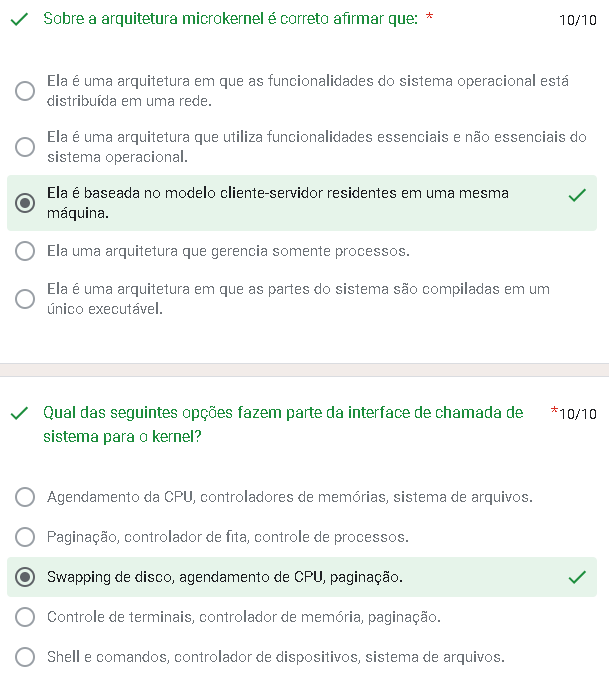 Sobre a arquitetura microkernel é correto afirmar que: * 10/10
Ela é uma arquitetura em que as funcionalidades do sistema operacional está
distribuída em uma rede.
Ela é uma arquitetura que utiliza funcionalidades essenciais e não essenciais do
sistema operacional.
Ela é baseada no modelo cliente-servidor residentes em uma mesma
máquina.
Ela uma arquitetura que gerencia somente processos.
Ela é uma arquitetura em que as partes do sistema são compiladas em um
único executável.
Qual das seguintes opções fazem parte da interface de chamada de *10/10
sistema para o kernel?
Agendamento da CPU, controladores de memórias, sistema de arquivos.
Paginação, controlador de fita, controle de processos.
Swapping de disco, agendamento de CPU, paginação.
Controle de terminais, controlador de memória, paginação.
Shell e comandos, controlador de dispositivos, sistema de arquivos.